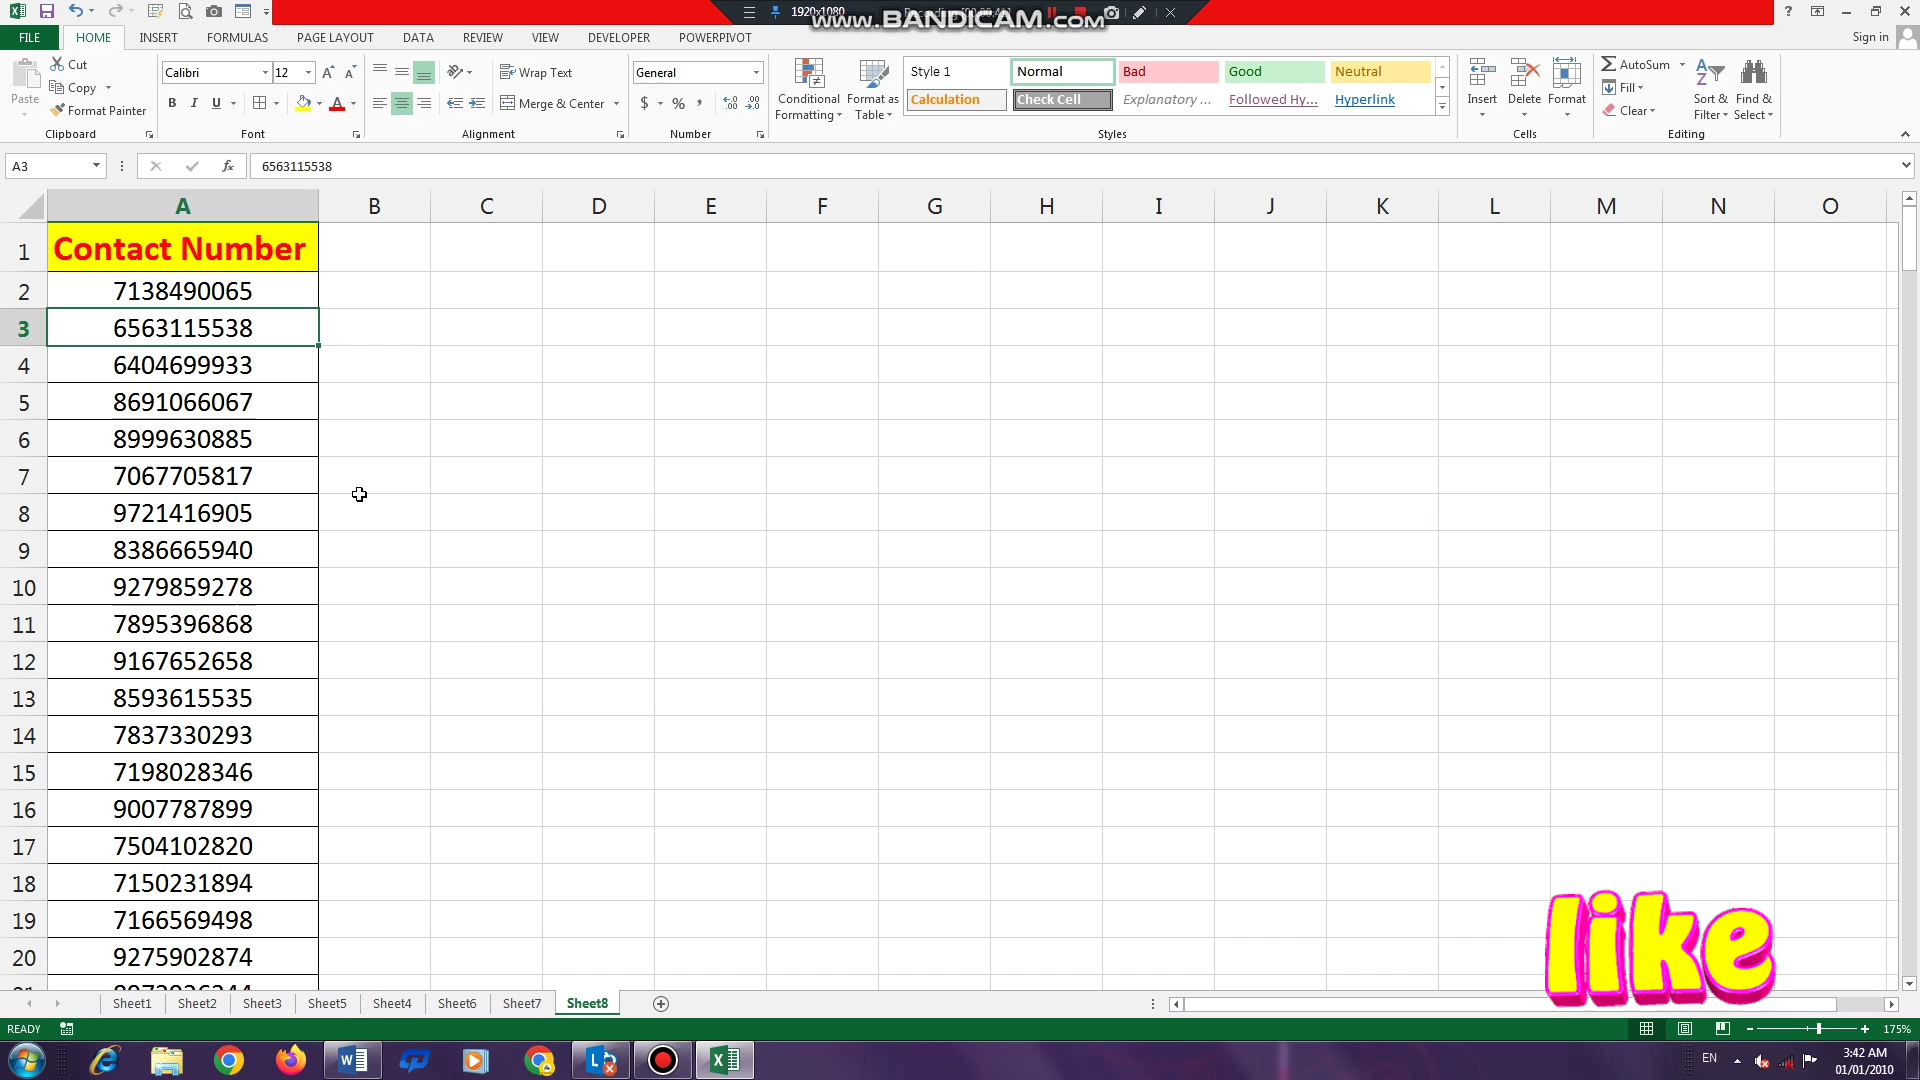 1920x1080
www.BANDICAM.com
FILE HOME INSERT FORMULAS PAGE LAYOUT DATA REVIEW VIEW DEVELOPER POWERPIVOT Sign in
Paste
Cut
Copy
Format Painter
Clipboard
Calibri 12
B I U
Font
Wrap Text
Merge & Center
Alignment
General
$ % ,
Number
Conditional Formatting
Format as Table
Style 1 Normal Bad Good Neutral
Calculation Check Cell Explanatory ... Followed Hy... Hyperlink
Styles
Insert Delete Format
Cells
AutoSum
Fill
Clear
Sort & Filter
Find & Select
Editing
A3 fx 6563115538
A B C D E F G H I J K L M N O
1 Contact Number
2 7138490065
3 6563115538
4 6404699933
5 8691066067
6 8999630885
7 7067705817
8 9721416905
9 8386665940
10 9279859278
11 7895396868
12 9167652658
13 8593615535
14 7837330293
15 7198028346
16 9007787899
17 7504102820
18 7150231894
19 7166569498
20 9275902874
like
Sheet1 Sheet2 Sheet3 Sheet5 Sheet4 Sheet6 Sheet7 Sheet8
READY 175%
EN 3:42 AM
01/01/2010